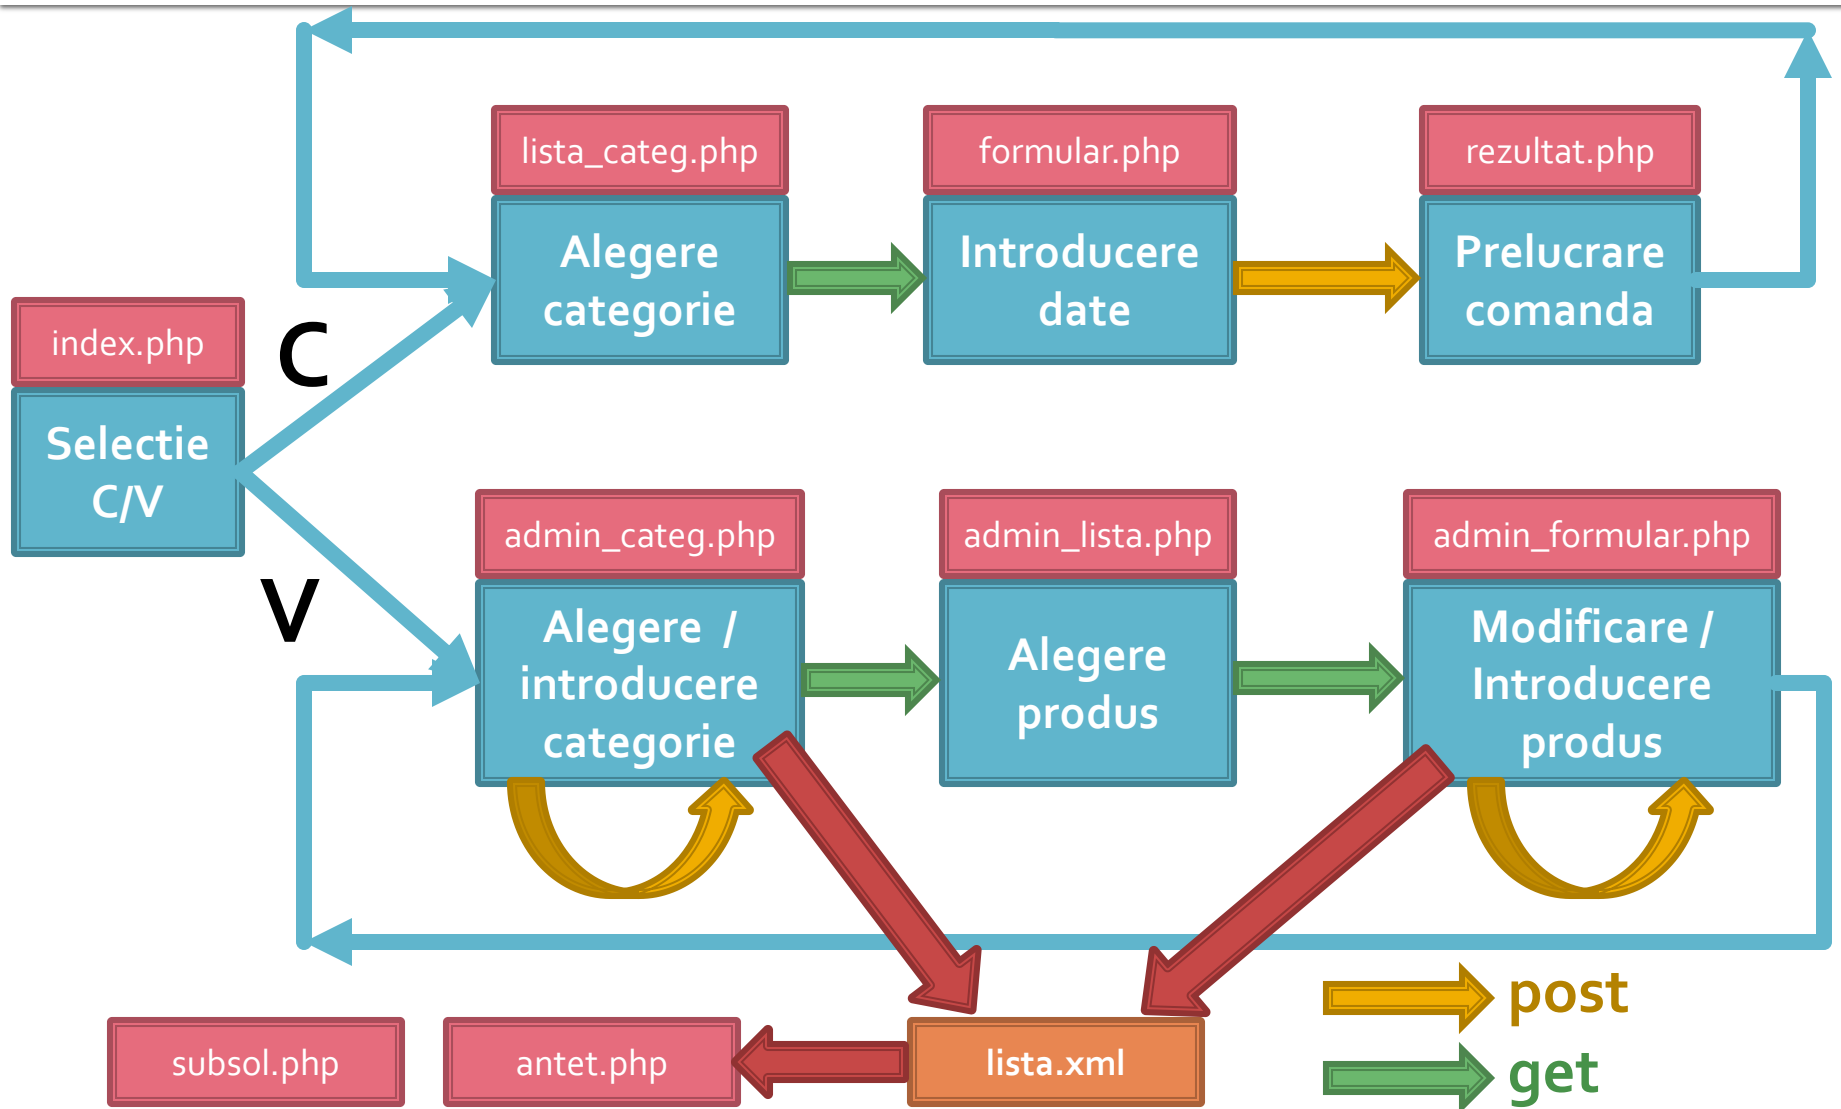 lista_categ.php
formular.php
rezultat.php
Alegere
categorie
Introducere
date
Prelucrare
comanda
index.php
C
Selectie
C/V
V
admin_categ.php
admin_lista.php
admin_formular.php
Alegere /
introducere
categorie
Alegere
produs
Modificare /
Introducere
produs
post
subsol.php
antet.php
lista.xml
get